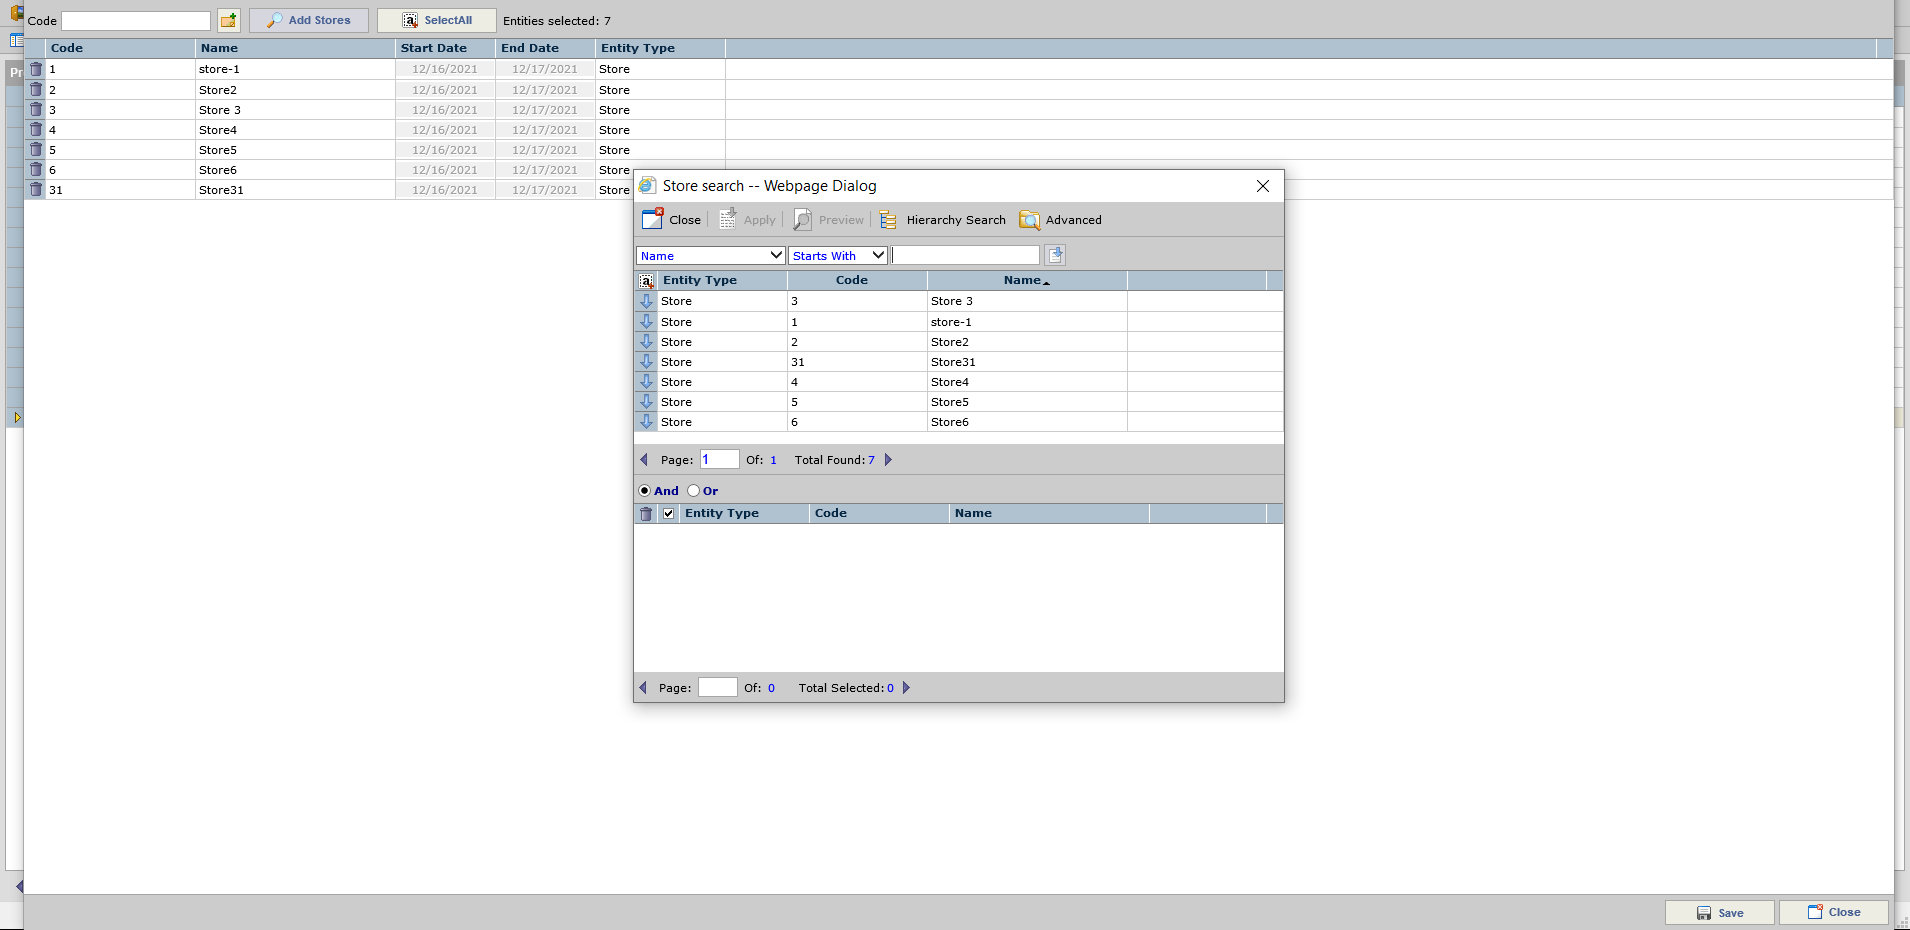 Code Add Stores SelectAll Entities selected: 7
Code Name Start Date End Date Entity Type
Pr
1 store-1 12/16/2021 12/17/2021 Store
2 Store2 12/16/2021 12/17/2021 Store
3 Store 3 12/16/2021 12/17/2021 Store
4 Store4 12/16/2021 12/17/2021 Store
5 Store5 12/16/2021 12/17/2021 Store
6 Store6 12/16/2021 12/17/2021 Store
31 Store31 12/16/2021 12/17/2021 Store
Store search -- Webpage Dialog
Close Apply Preview Hierarchy Search Advanced
Name Starts With
a Entity Type Code Name
Store 3 Store 3
Store 1 store-1
Store 2 Store2
Store 31 Store31
Store 4 Store4
Store 5 Store5
Store 6 Store6
Page: 1 Of: 1 Total Found: 7
And Or
Entity Type Code Name
Page: Of: 0 Total Selected: 0
Save Close